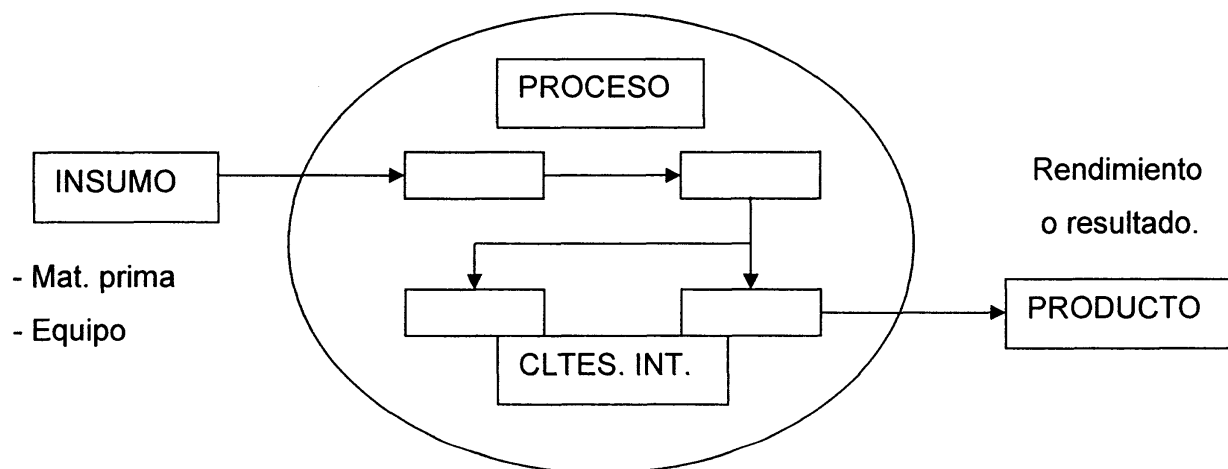 PROCESO
INSUMO
- Mat. prima
- Equipo
CLTES. INT.
Rendimiento
o resultado.
PRODUCTO